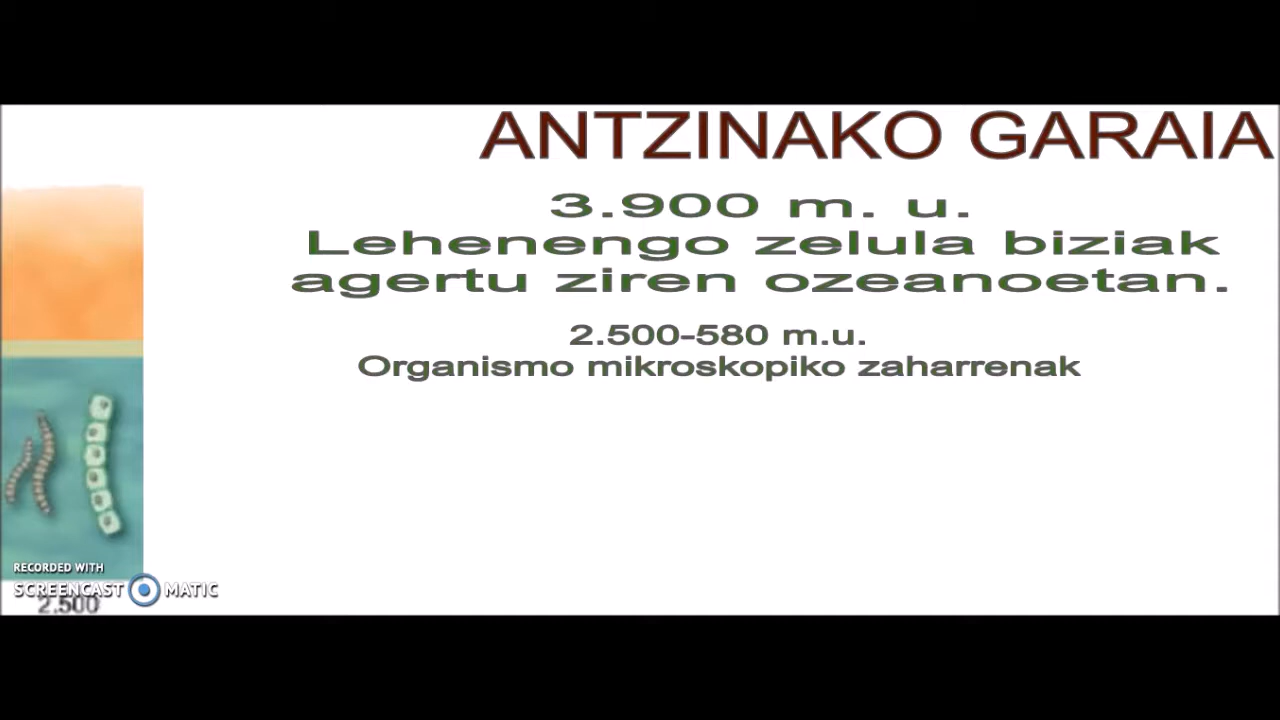 ANTZINAKO GARAIA
3.900 m. u.
Lehenengo zelula biziak
agertu ziren ozeanoetan.
2.500-580 m.u.
Organismo mikroskopiko zaharrenak
RECORDED WITH
SCREENCAST MATIC
2.500